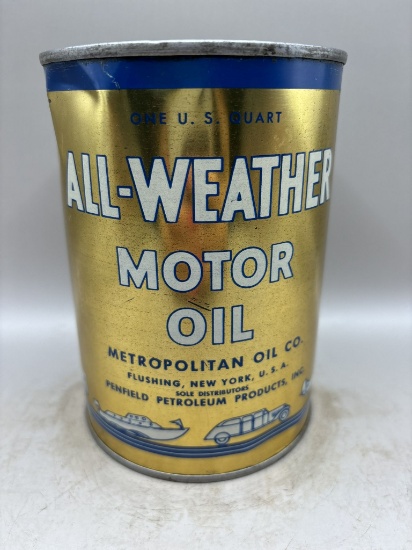 ONE U. S. QUART
ALL-WEATHER
MOTOR
OIL
METROPOLITAN OIL CO.
FLUSHING, NEW YORK, U. S. A.
SOLE DISTRIBUTORS
PENFIELD PETROLEUM PRODUCTS, INC.